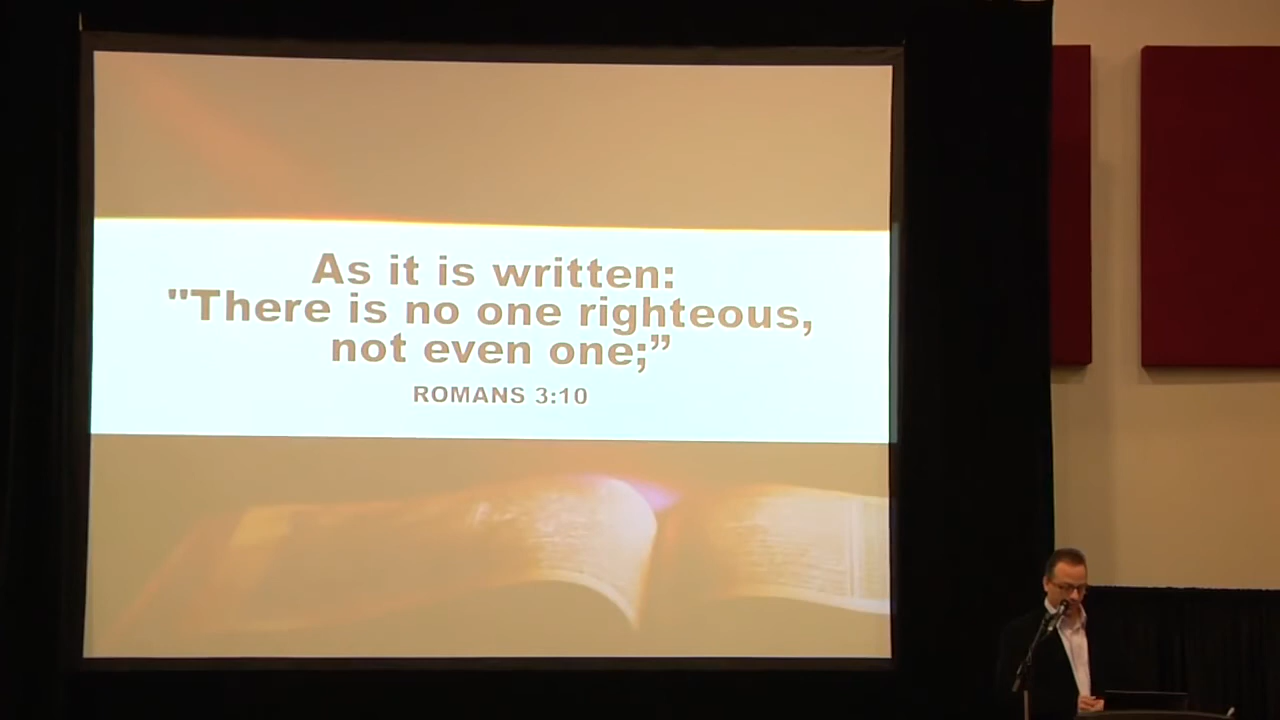 As it is written:
"There is no one righteous,
not even one;”
ROMANS 3:10